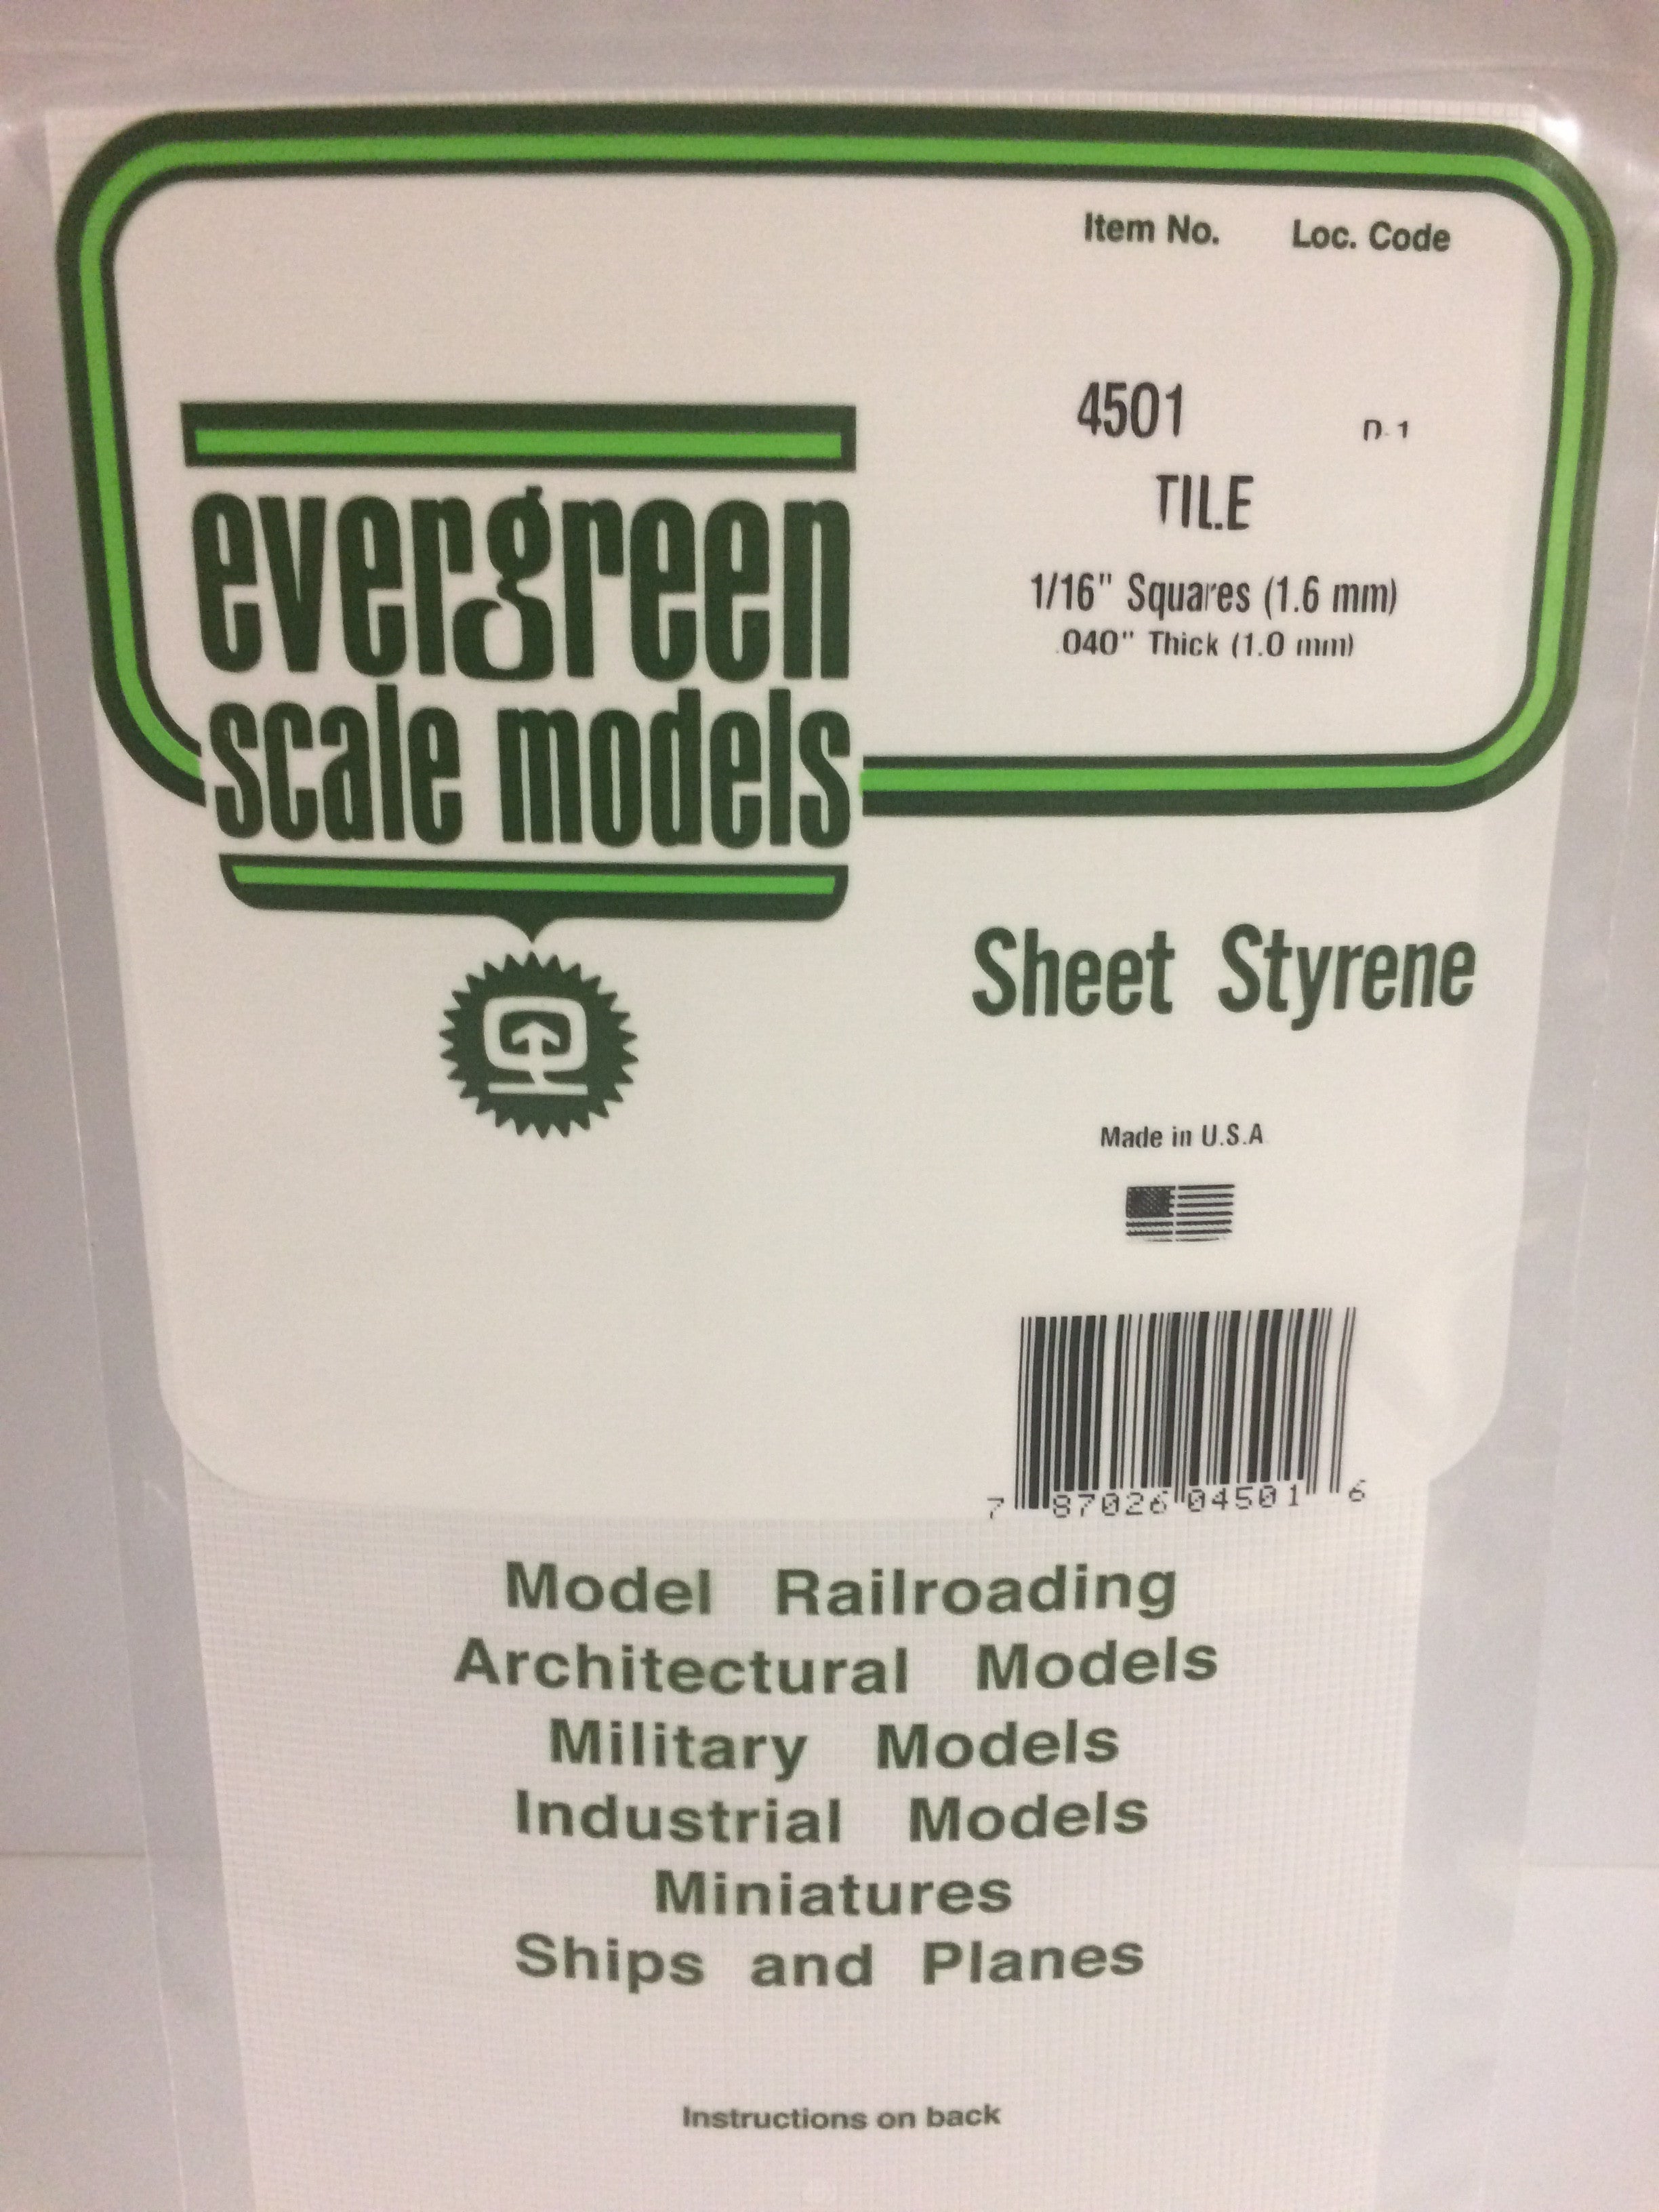 Item No. Loc. Code
4501 D-1
TILE
1/16" Squares (1.6 mm)
.040" Thick (1.0 mm)
evergreen
scale models
Sheet Styrene
Made in U.S.A
7 87026 04501 6
Model Railroading
Architectural Models
Military Models
Industrial Models
Miniatures
Ships and Planes
Instructions on back